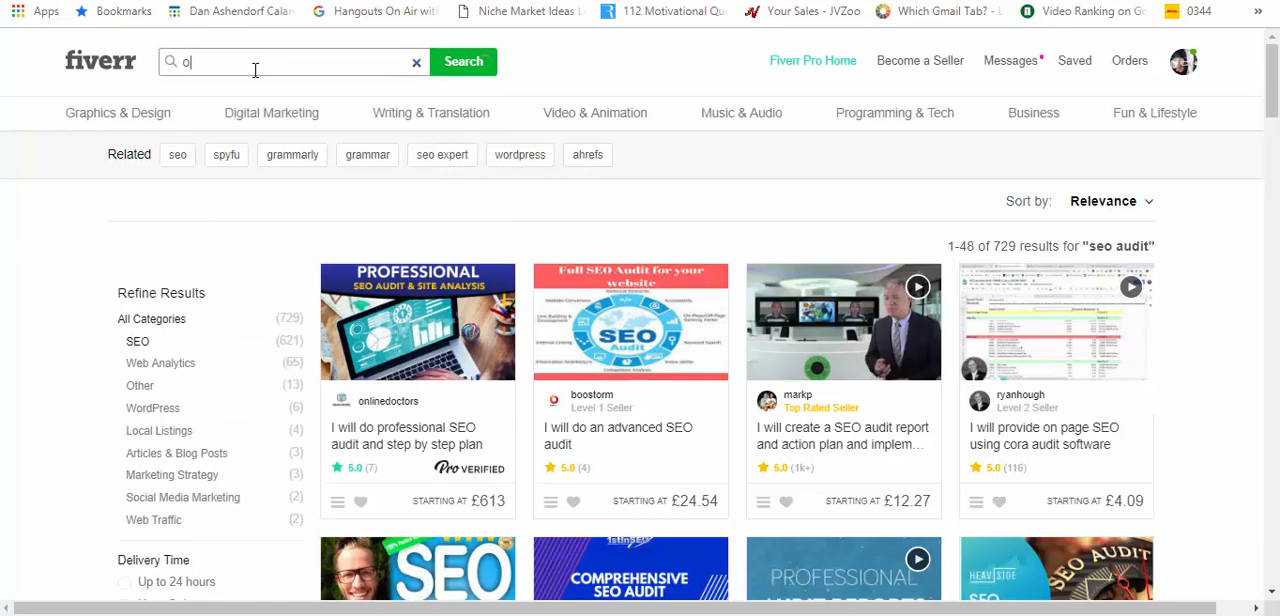 Apps Bookmarks Dan Ashendorf Calan Hangouts On Air with Niche Market Ideas L 112 Motivational Qu Your Sales - JVZoo Which Gmail Tab? - L Video Ranking on Go 0344 »
fiverr o Search Fiverr Pro Home Become a Seller Messages Saved Orders
Graphics & Design Digital Marketing Writing & Translation Video & Animation Music & Audio Programming & Tech Business Fun & Lifestyle
Related seo spyfu grammarly grammar seo expert wordpress ahrefs
Sort by: Relevance
1-48 of 729 results for "seo audit"
Refine Results
All Categories (729)
SEO (621)
Web Analytics (65)
Other (13)
WordPress (6)
Local Listings (4)
Articles & Blog Posts (3)
Marketing Strategy (3)
Social Media Marketing (2)
Web Traffic (2)
Delivery Time
Up to 24 hours
PROFESSIONAL
SEO AUDIT & SITE ANALYSIS
onlinedoctors
I will do professional SEO
audit and step by step plan
5.0 (7) Pro VERIFIED
STARTING AT £613
Full SEO Audit for your
website
SEO
Audit
boostorm
Level 1 Seller
I will do an advanced SEO
audit
5.0 (4)
STARTING AT £24.54
markp
Top Rated Seller
I will create a SEO audit report
and action plan and implem...
5.0 (1k+)
STARTING AT £12.27
ryanhough
Level 2 Seller
I will provide on page SEO
using cora audit software
5.0 (116)
STARTING AT £4.09
SEO
1stInSEO
COMPREHENSIVE
SEO AUDIT
PROFESSIONAL
AUDIT REPORTS
HEAVSIDE
SEO
SEO AUDIT